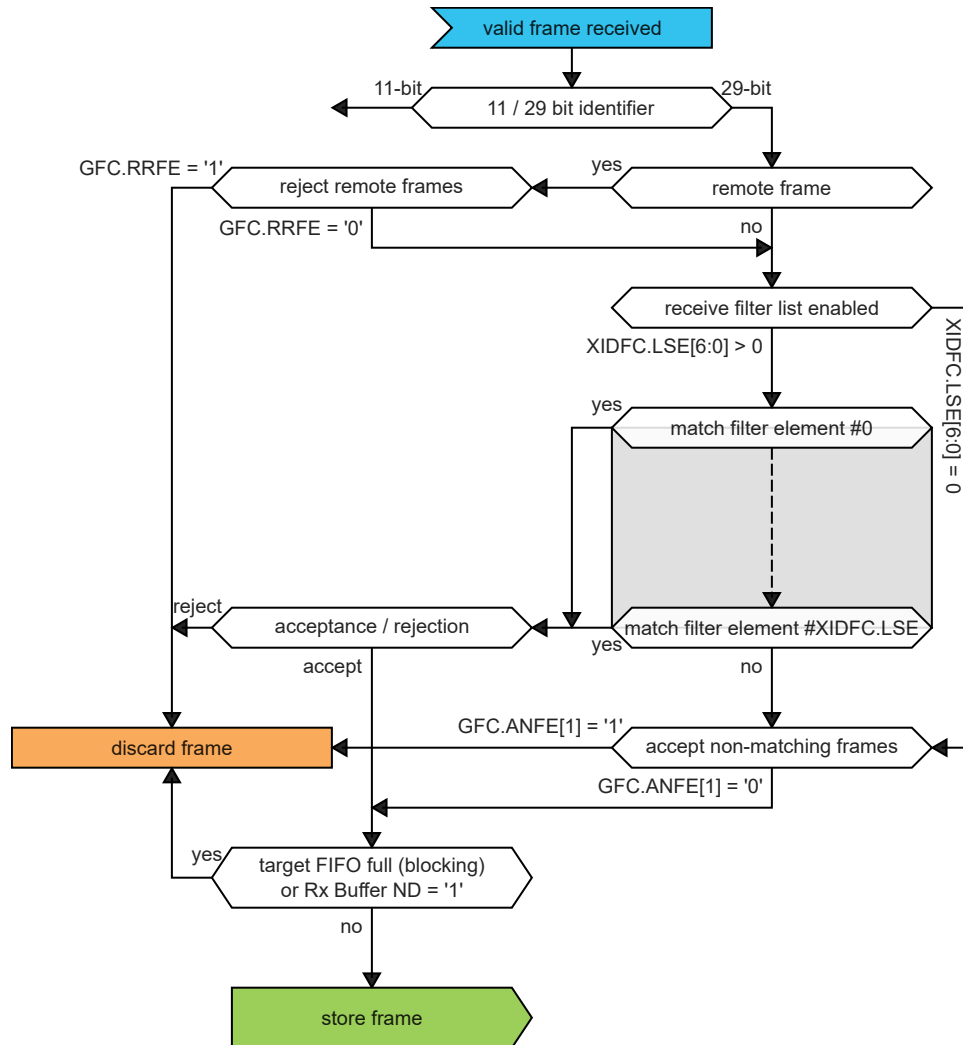 valid frame received
11-bit
29-bit
11 / 29 bit identifier
GFC.RRFE = '1'
reject remote frames
yes
remote frame
GFC.RRFE = '0'
no
receive filter list enabled
XIDFC.LSE[6:0] > 0
XIDFC.LSE[6:0] = 0
yes
match filter element #0
reject
acceptance / rejection
yes
match filter element #XIDFC.LSE
accept
no
discard frame
GFC.ANFE[1] = '1'
accept non-matching frames
GFC.ANFE[1] = '0'
yes
target FIFO full (blocking)
or Rx Buffer ND = '1'
no
store frame